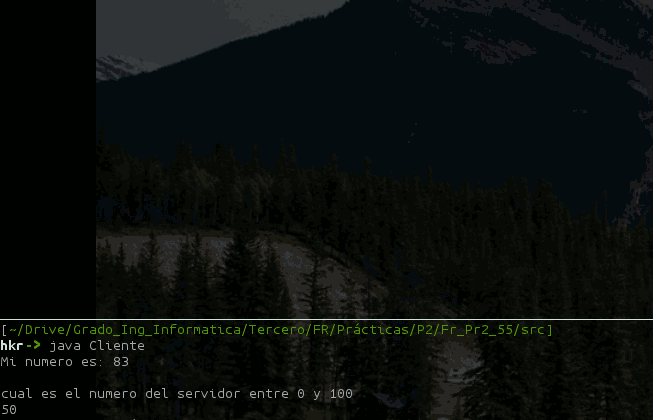 [~/Drive/Grado_Ing_Informatica/Tercero/FR/Prácticas/P2/Fr_Pr2_55/src]
hkr-> java Cliente
Mi numero es: 83
cual es el numero del servidor entre 0 y 100
50